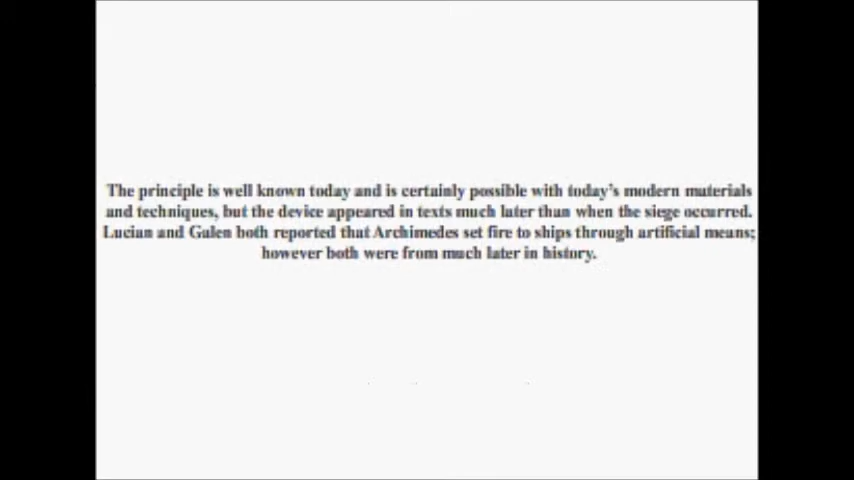 The principle is well known today and is certainly possible with today's modern materials
and techniques, but the device appeared in texts much later than when the siege occurred.
Lucian and Galen both reported that Archimedes set fire to ships through artificial means;
however both were from much later in history.